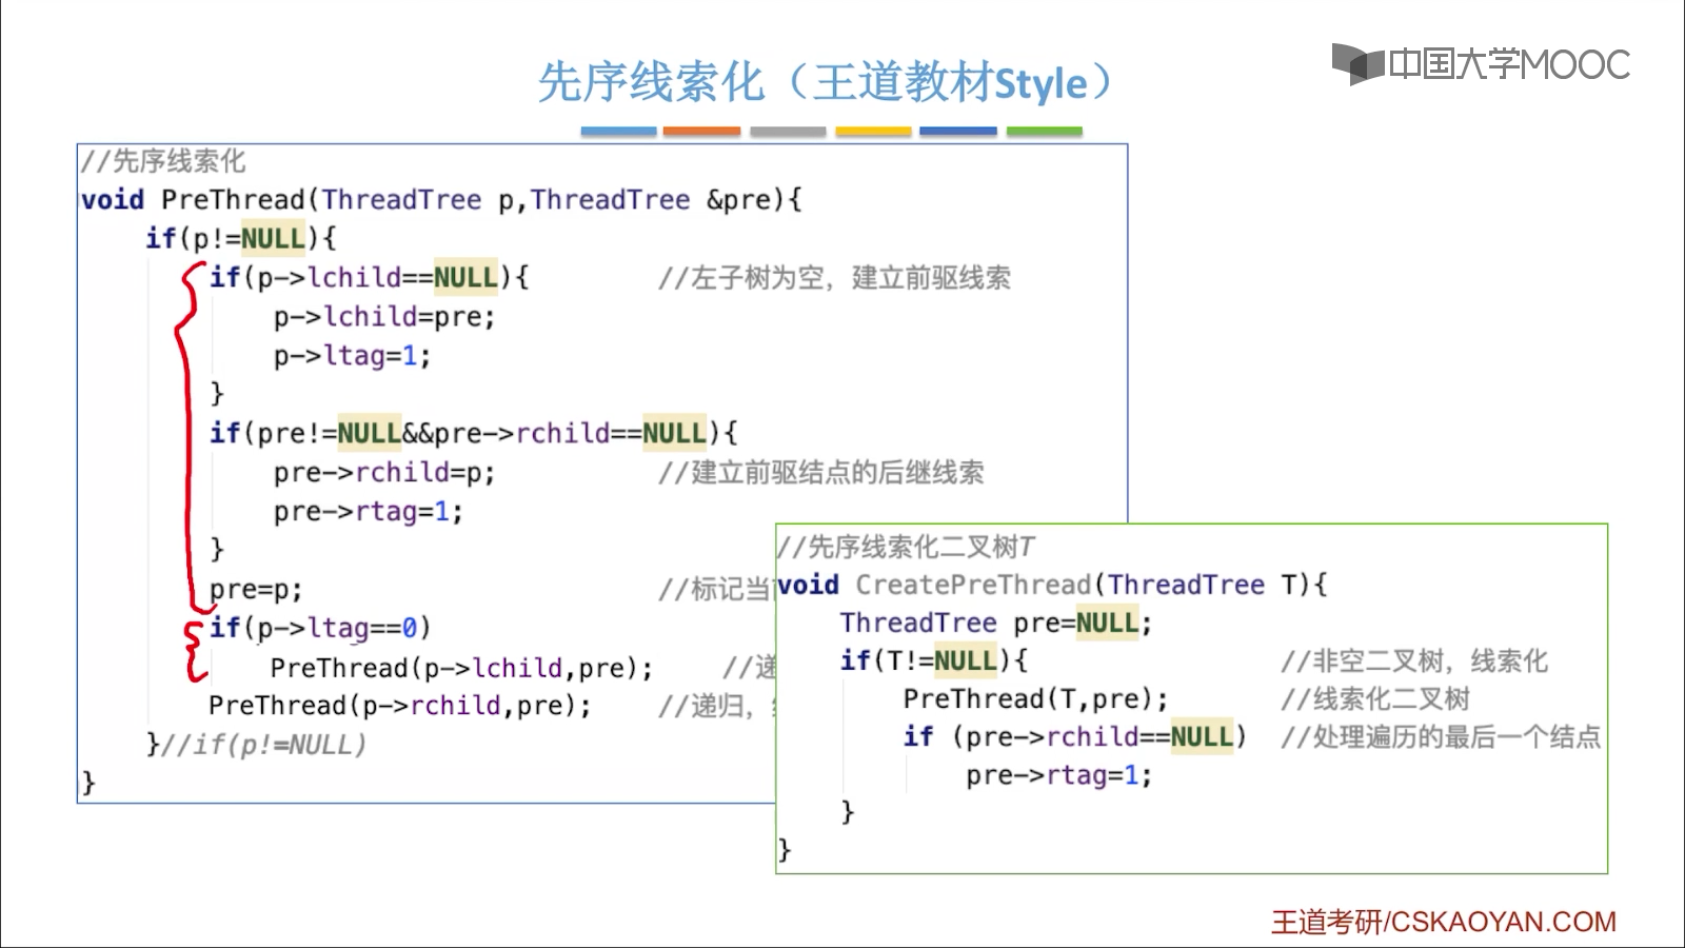 先序线索化（王道教材Style）
中国大学MOOC
//先序线索化
void PreThread(ThreadTree p,ThreadTree &pre){
if(p!=NULL){
if(p->lchild==NULL){ //左子树为空，建立前驱线索
p->lchild=pre;
p->ltag=1;
}
if(pre!=NULL&&pre->rchild==NULL){
pre->rchild=p; //建立前驱结点的后继线索
pre->rtag=1;
}
pre=p; //标记当
if(p->ltag==0)
PreThread(p->lchild,pre); //递
PreThread(p->rchild,pre); //递归，
}//if(p!=NULL)
}
//先序线索化二叉树T
void CreatePreThread(ThreadTree T){
ThreadTree pre=NULL;
if(T!=NULL){ //非空二叉树，线索化
PreThread(T,pre); //线索化二叉树
if (pre->rchild==NULL) //处理遍历的最后一个结点
pre->rtag=1;
}
}
王道考研/CSKAOYAN.COM